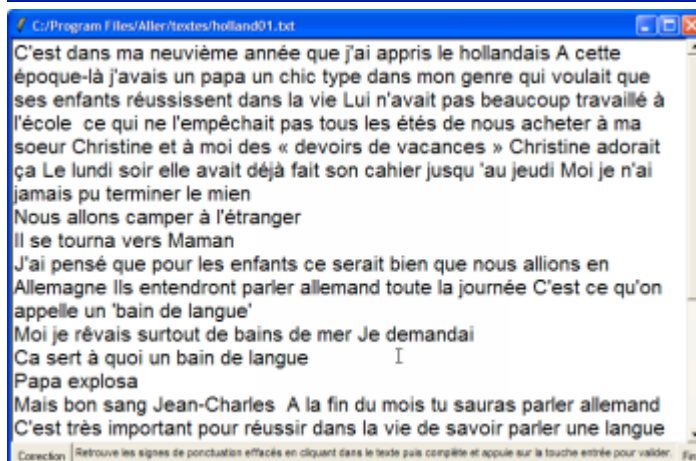 C:/Program Files/Aller/textes/holland01.txt
C'est dans ma neuvième année que j'ai appris le hollandais A cette
époque-là j'avais un papa un chic type dans mon genre qui voulait que
ses enfants réussissent dans la vie Lui n'avait pas beaucoup travaillé à
l'école  ce qui ne l'empêchait pas tous les étés de nous acheter à ma
soeur Christine et à moi des « devoirs de vacances » Christine adorait
ça Le lundi soir elle avait déjà fait son cahier jusqu 'au jeudi Moi je n'ai
jamais pu terminer le mien
Nous allons camper à l'étranger
Il se tourna vers Maman
J'ai pensé que pour les enfants ce serait bien que nous allions en
Allemagne Ils entendront parler allemand toute la journée C'est ce qu'on
appelle un 'bain de langue'
Moi je rêvais surtout de bains de mer Je demandai
Ca sert à quoi un bain de langue
Papa explosa
Mais bon sang Jean-Charles  A la fin du mois tu sauras parler allemand
C'est très important pour réussir dans la vie de savoir parler une langue
Correction Retrouve les signes de ponctuation effacés en cliquant dans le texte puis complète et appuie sur la touche entrée pour valider. Fin